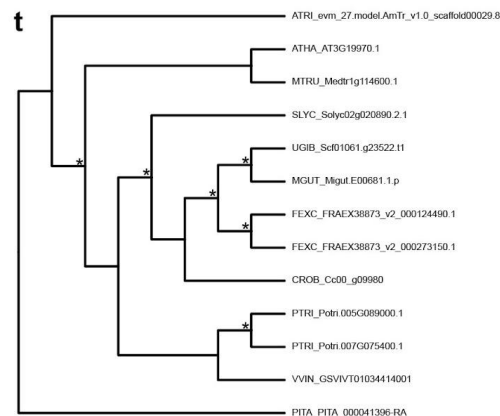 t
ATRI_evm_27.model.AmTr_v1.0_scaffold00029.8
ATHA_AT3G19970.1
MTRU_Medtr1g114600.1
*
SLYC_Solyc02g020890.2.1
UGIB_Scf01061.g23522.t1
*
*
MGUT_Migut.E00681.1.p
*
FEXC_FRAEX38873_v2_000124490.1
*
FEXC_FRAEX38873_v2_000273150.1
CROB_Cc00_g09980
PTRI_Potri.005G089000.1
*
PTRI_Potri.007G075400.1
VVIN_GSVIVT01034414001
PITA_PITA_000041396-RA